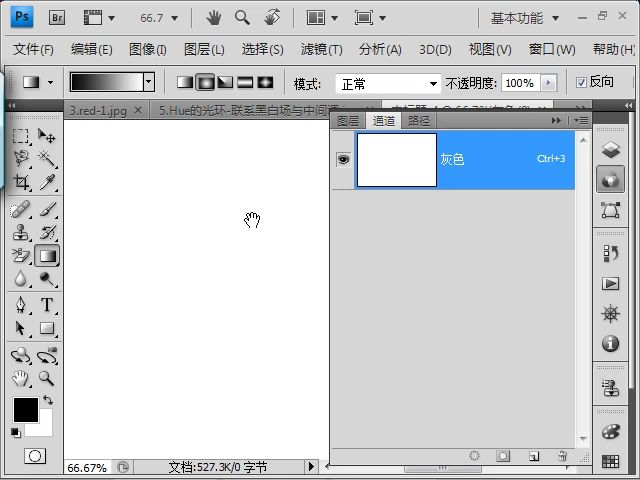 Ps Br 66.7 基本功能
文件(F) 编辑(E) 图像(I) 图层(L) 选择(S) 滤镜(T) 分析(A) 3D(D) 视图(V) 窗口(W) 帮助(H)
模式: 正常 不透明度: 100% 反向
3.red-1.jpg 5.Hue的光环-联系黑白场与中间
图层 通道 路径
灰色 Ctrl+3
T
66.67% 文档:527.3K/0 字节